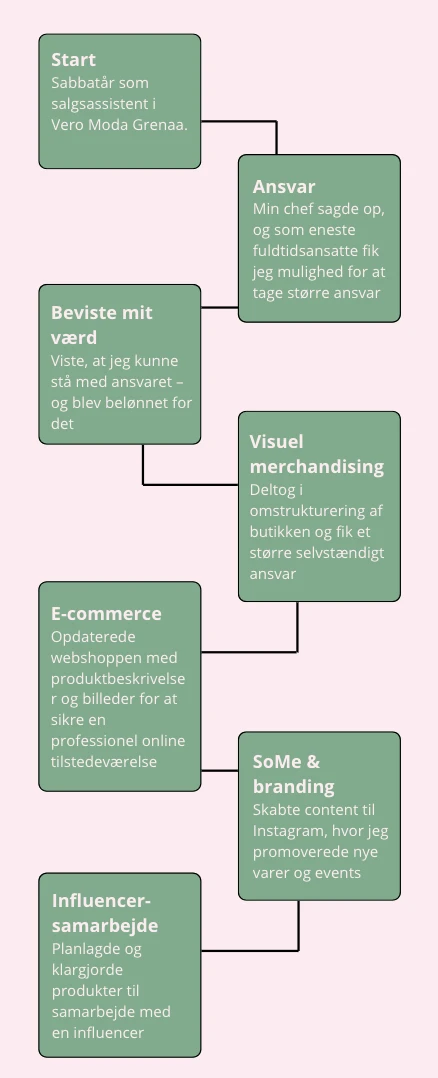 Start
Sabbatår som
salgsassistent i
Vero Moda Grenaa.
Ansvar
Min chef sagde op,
og som eneste
fuldtidsansatte fik
jeg mulighed for at
tage større ansvar
Beviste mit
værd
Viste, at jeg kunne
stå med ansvaret –
og blev belønnet for
det
Visuel
merchandising
Deltog i
omstrukturering af
butikken og fik et
større selvstændigt
ansvar
E-commerce
Opdaterede
webshoppen med
produktbeskrivelse
r og billeder for at
sikre en
professionel online
tilstedeværelse
SoMe &
branding
Skabte content til
Instagram, hvor jeg
promoverede nye
varer og events
Influencer-
samarbejde
Planlagde og
klargjorde
produkter til
samarbejde med
en influencer